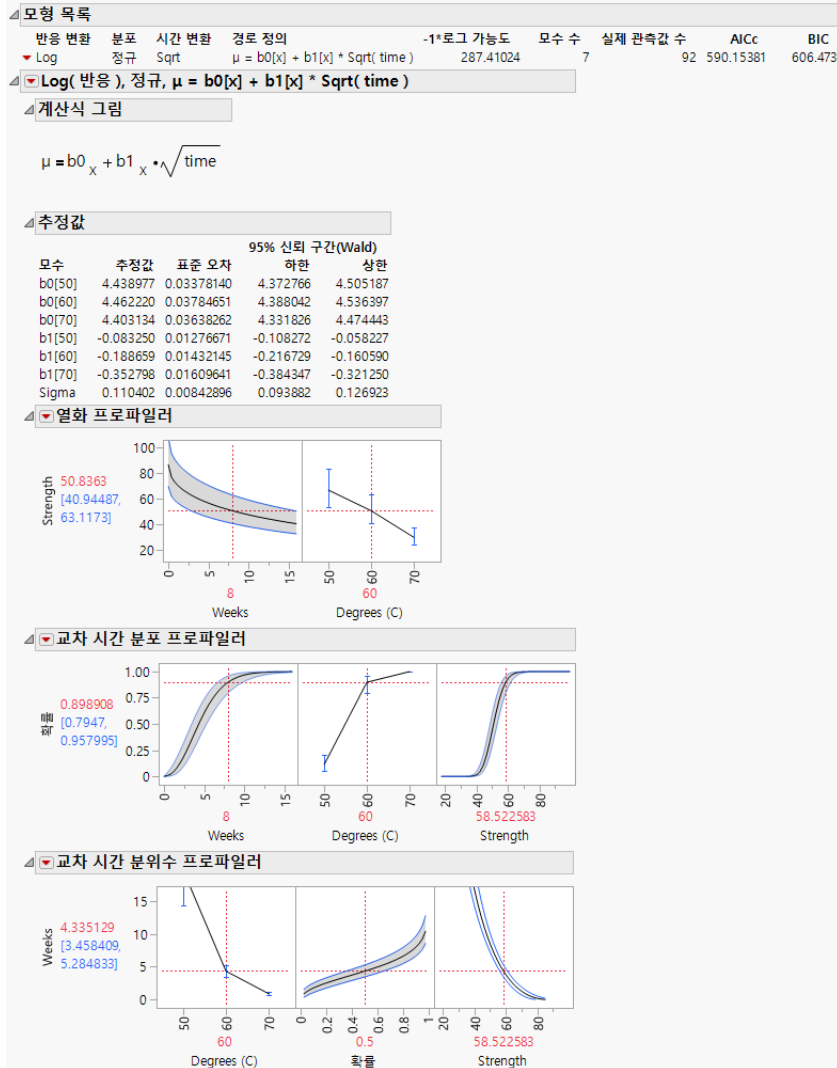 모형 목록
반응 변환 분포 시간 변환 경로 정의 -1*로그 가능도 모수 수 실제 관측값 수 AICc BIC
Log 정규 Sqrt μ = b0[x] + b1[x] * Sqrt( time ) 287.41024 7 92 590.15381 606.473
Log( 반응 ), 정규, μ = b0[x] + b1[x] * Sqrt( time )
계산식 그림
μ = b0 x + b1 x • √ time
추정값
95% 신뢰 구간(Wald)
모수 추정값 표준 오차 하한 상한
b0[50] 4.438977 0.03378140 4.372766 4.505187
b0[60] 4.462220 0.03784651 4.388042 4.536397
b0[70] 4.403134 0.03638262 4.331826 4.474443
b1[50] -0.083250 0.01276671 -0.108272 -0.058227
b1[60] -0.188659 0.01432145 -0.216729 -0.160590
b1[70] -0.352798 0.01609641 -0.384347 -0.321250
Sigma 0.110402 0.00842896 0.093882 0.126923
열화 프로파일러
100
80
60
40
20
Strength
50.8363
[40.94487,
63.1173]
0 5 10 15 50 60 70
8 60
Weeks Degrees (C)
교차 시간 분포 프로파일러
1.00
0.75
0.50
0.25
0
확률
0.898908
[0.7947,
0.957995]
0 5 10 15 50 60 70 20 40 60 80
8 60 58.522583
Weeks Degrees (C) Strength
교차 시간 분위수 프로파일러
15
10
5
0
Weeks
4.335129
[3.458409,
5.284833]
50 60 70 0 0.2 0.4 0.6 0.8 1 20 40 60 80
60 0.5 58.522583
Degrees (C) 확률 Strength